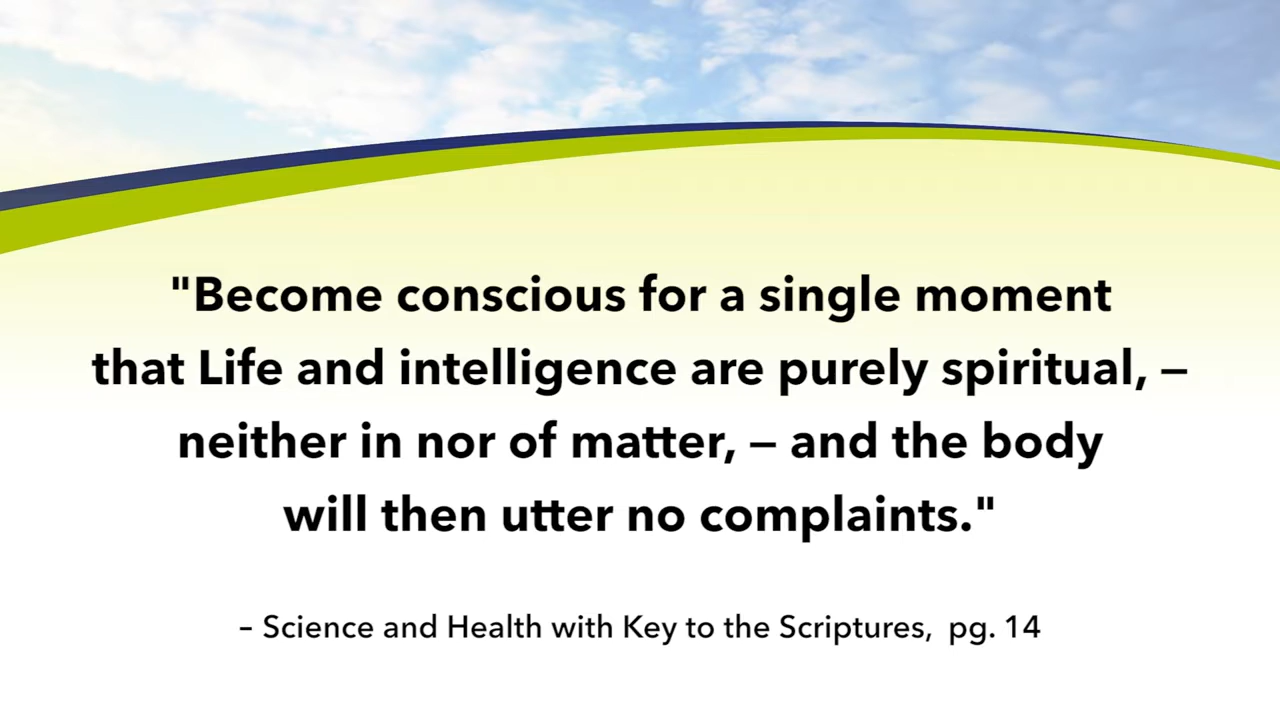 "Become conscious for a single moment
that Life and intelligence are purely spiritual, –
neither in nor of matter, – and the body
will then utter no complaints."
– Science and Health with Key to the Scriptures,  pg. 14